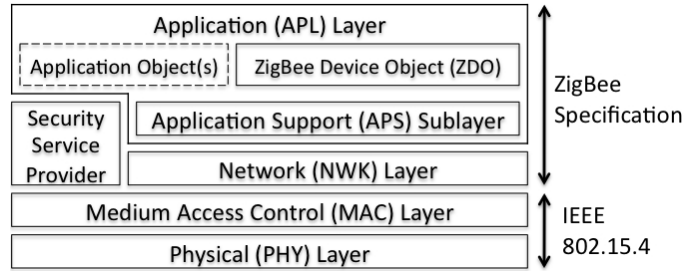 Application (APL) Layer
Application Object(s)
ZigBee Device Object (ZDO)
ZigBee
Specification
Security
Service
Provider
Application Support (APS) Sublayer
Network (NWK) Layer
Medium Access Control (MAC) Layer
Physical (PHY) Layer
IEEE
802.15.4